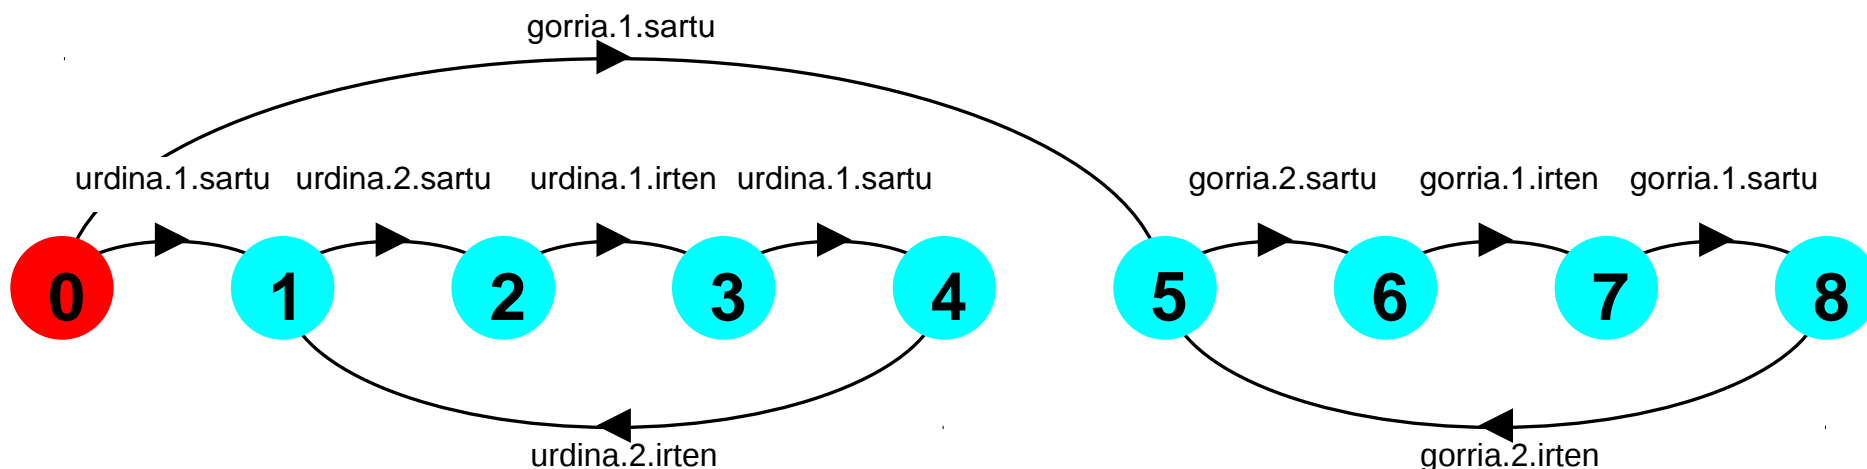 gorria.1.sartu
urdina.1.sartu urdina.2.sartu urdina.1.irten urdina.1.sartu gorria.2.sartu gorria.1.irten gorria.1.sartu
0 1 2 3 4 5 6 7 8
urdina.2.irten gorria.2.irten